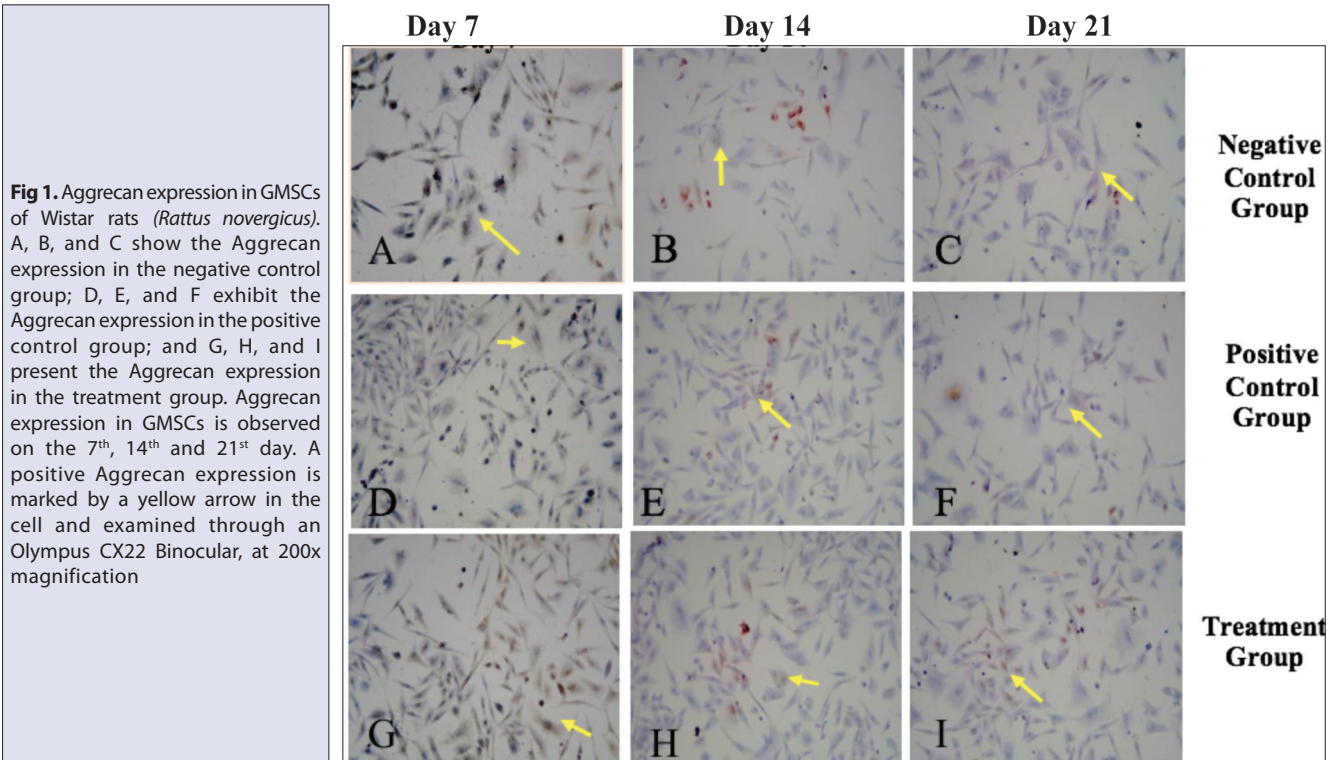 Fig 1. Aggrecan expression in GMSCs
of Wistar rats (Rattus novergicus).
A, B, and C show the Aggrecan
expression in the negative control
group; D, E, and F exhibit the
Aggrecan expression in the positive
control group; and G, H, and I
present the Aggrecan expression
in the treatment group. Aggrecan
expression in GMSCs is observed
on the 7th, 14th and 21st day. A
positive Aggrecan expression is
marked by a yellow arrow in the
cell and examined through an
Olympus CX22 Binocular, at 200x
magnification
Day 7
Day 14
Day 21
A
B
C
Negative
Control
Group
D
E
F
Positive
Control
Group
G
H
I
Treatment
Group